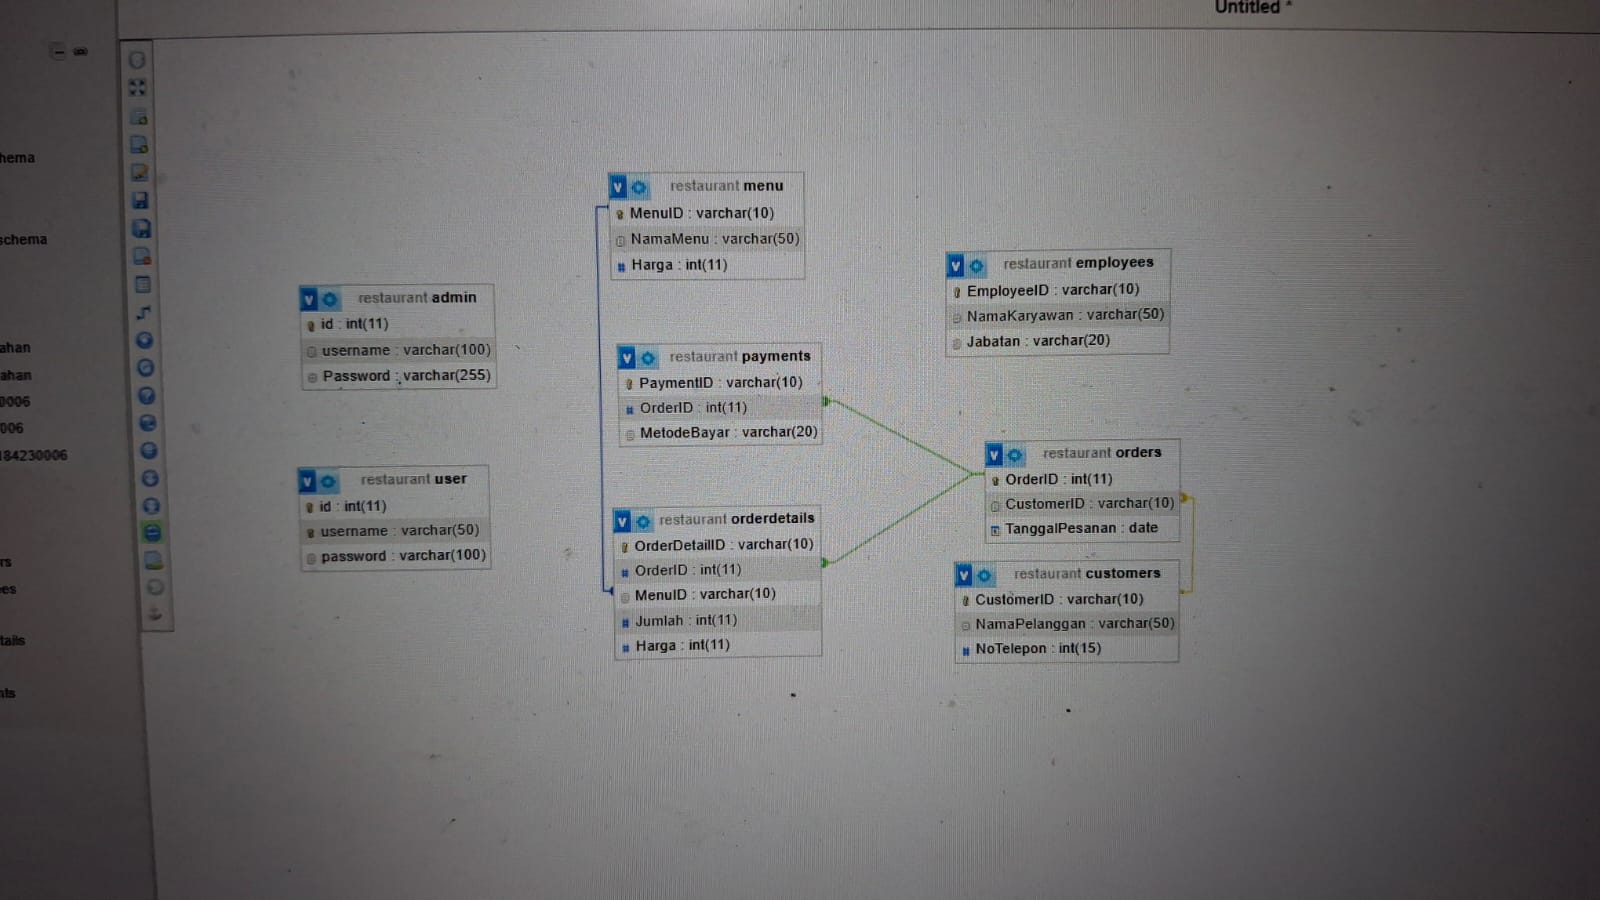 Untitled *
hema
schema
ahan
ahan
0006
006
184230006
rs
es
tails
nts
restaurant menu
MenuID : varchar(10)
NamaMenu : varchar(50)
Harga : int(11)
restaurant employees
EmployeeID : varchar(10)
NamaKaryawan : varchar(50)
Jabatan : varchar(20)
restaurant admin
id : int(11)
username : varchar(100)
Password : varchar(255)
restaurant payments
PaymentID : varchar(10)
OrderID : int(11)
MetodeBayar : varchar(20)
restaurant orders
OrderID : int(11)
CustomerID : varchar(10)
TanggalPesanan : date
restaurant user
id : int(11)
username : varchar(50)
password : varchar(100)
restaurant orderdetails
OrderDetailID : varchar(10)
OrderID : int(11)
MenuID : varchar(10)
Jumlah : int(11)
Harga : int(11)
restaurant customers
CustomerID : varchar(10)
NamaPelanggan : varchar(50)
NoTelepon : int(15)